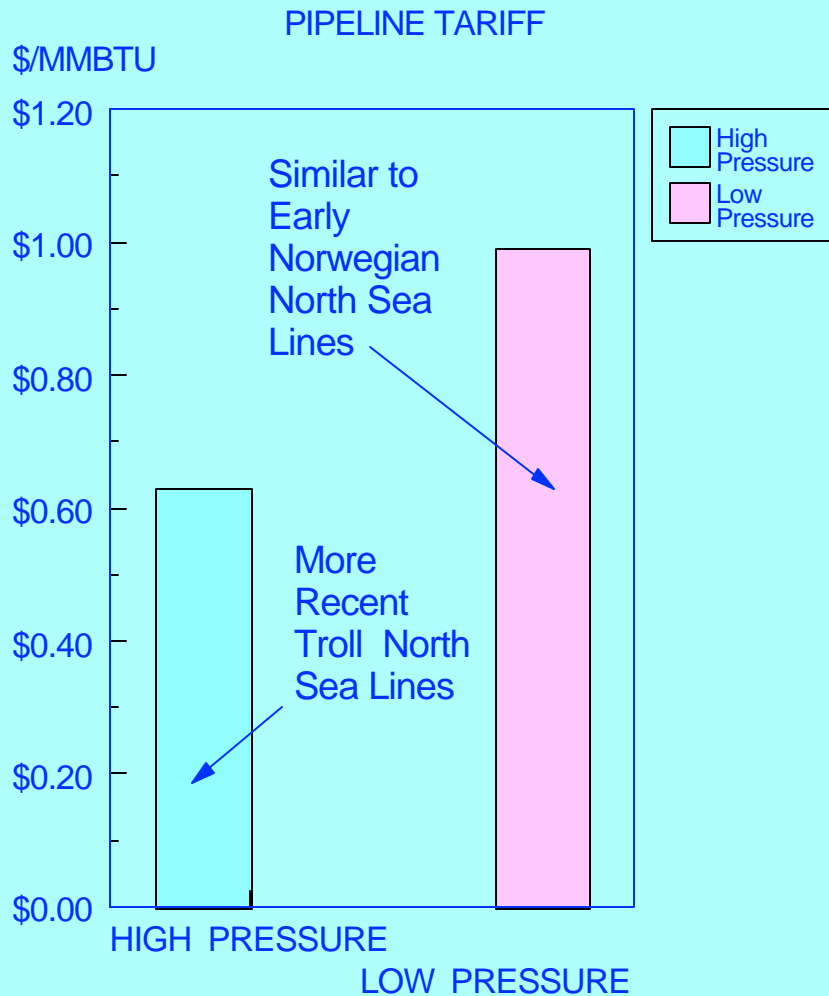 PIPELINE TARIFF
$/MMBTU
$1.20
$1.00
$0.80
$0.60
$0.40
$0.20
$0.00
Similar to
Early
Norwegian
North Sea
Lines
More
Recent
Troll North
Sea Lines
HIGH PRESSURE
LOW PRESSURE
High
Pressure
Low
Pressure